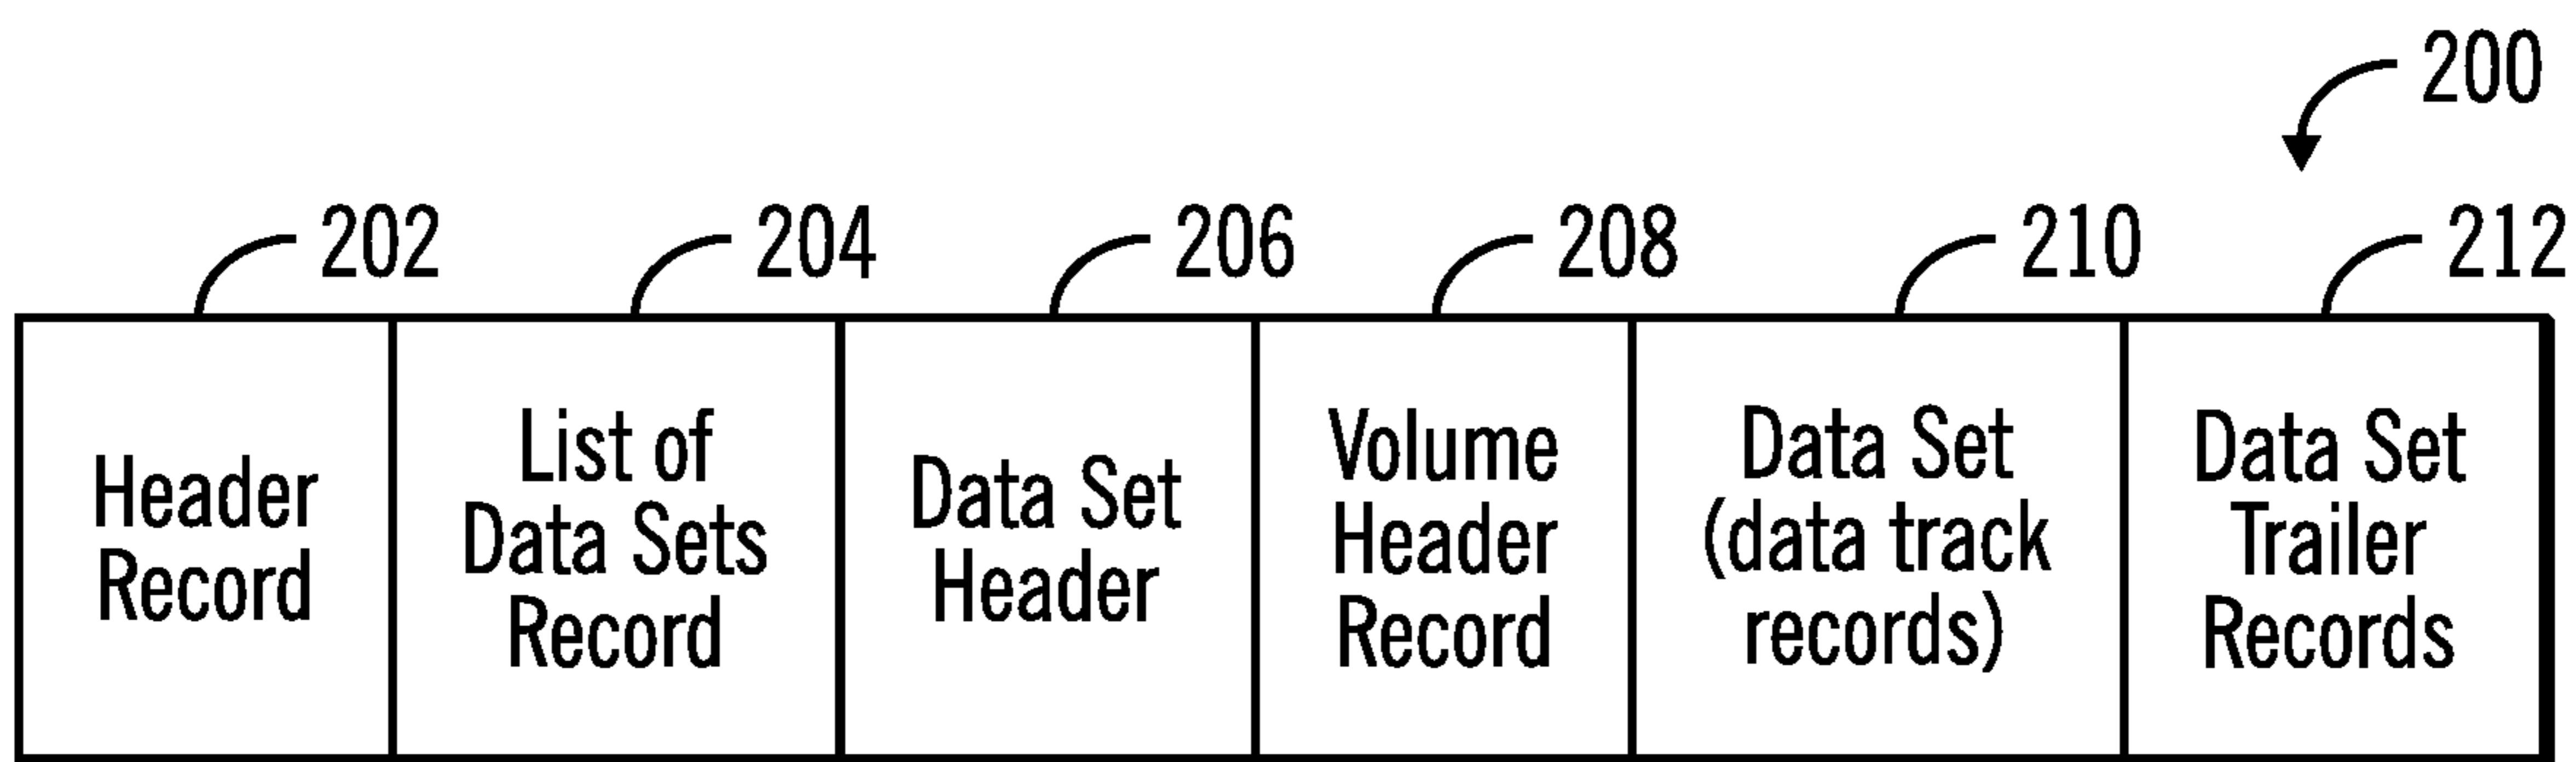 200
202
204
206
208
210
212
Header
Record
List of
Data Sets
Record
Data Set
Header
Volume
Header
Record
Data Set
(data track
records)
Data Set
Trailer
Records